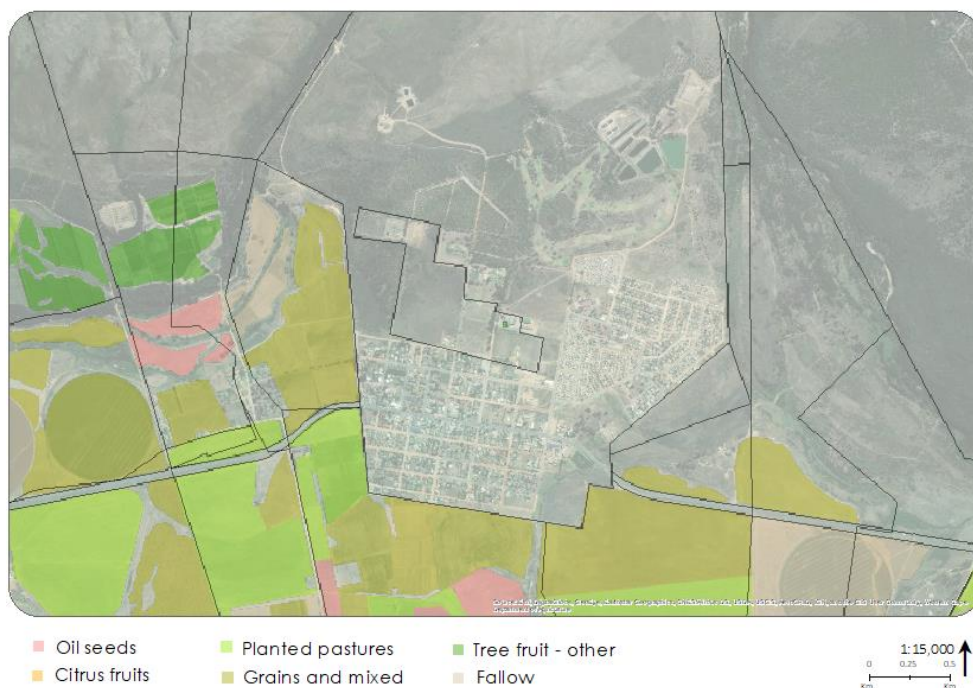 Oil seeds
Planted pastures
Tree fruit - other
1:15,000
Citrus fruits
Grains and mixed
Fallow
0 0.25 0.5
Km Km